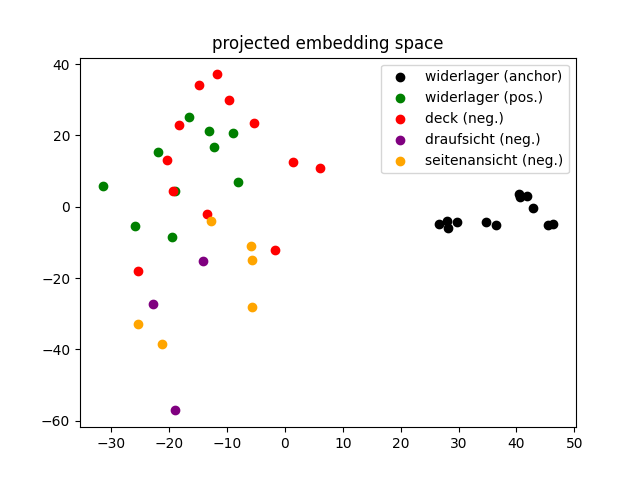 projected embedding space
widerlager (anchor)
widerlager (pos.)
deck (neg.)
draufsicht (neg.)
seitenansicht (neg.)
40
20
0
−20
−40
−60
−30
−20
−10
0
10
20
30
40
50